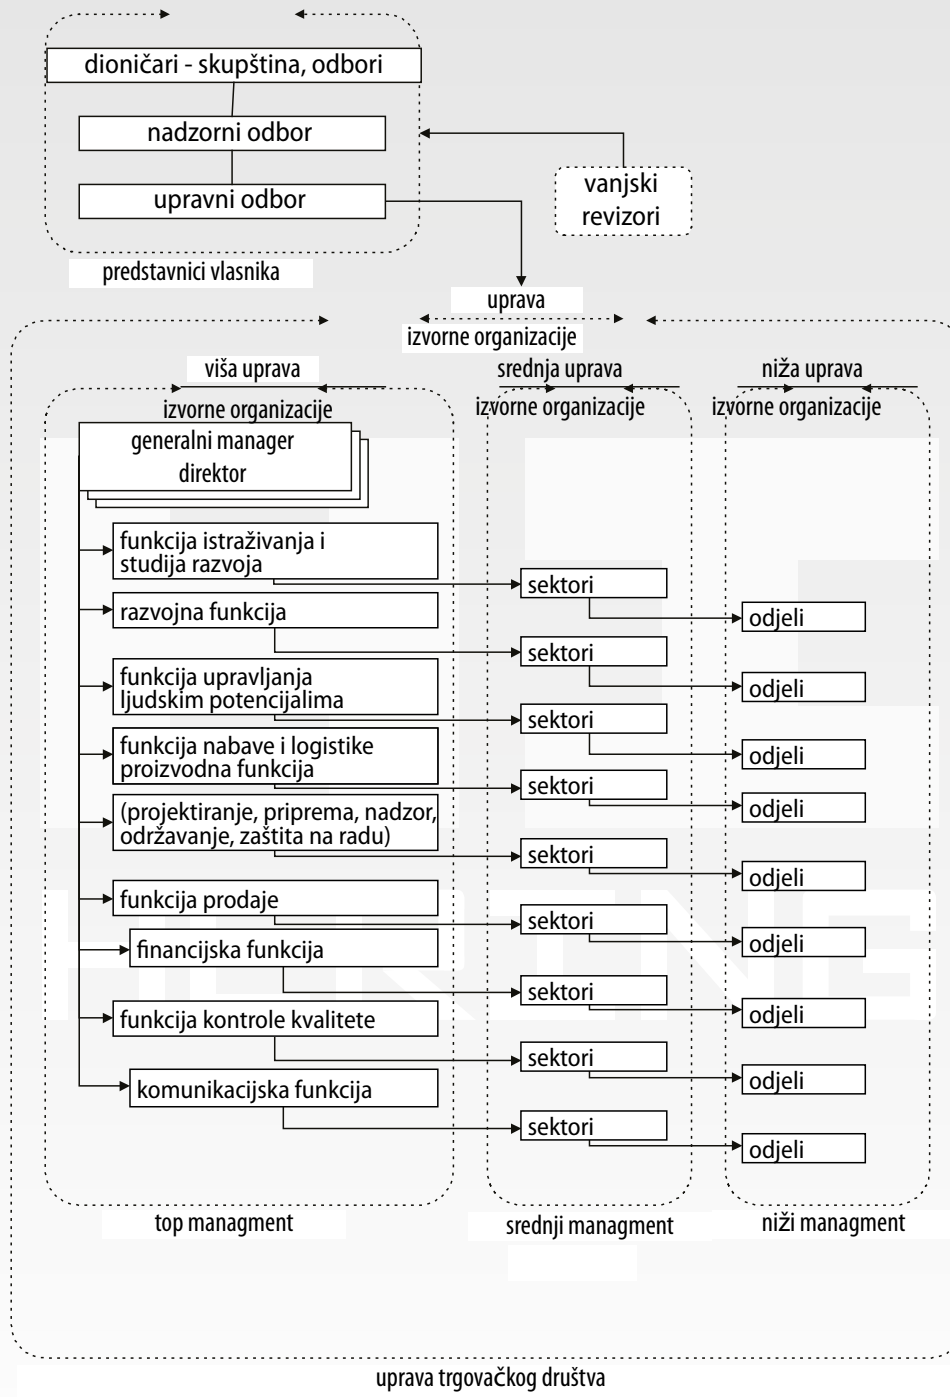 dioničari - skupština, odbori
nadzorni odbor
upravni odbor
vanjski
revizori
predstavnici vlasnika
uprava
izvorne organizacije
viša uprava
izvorne organizacije
srednja uprava
izvorne organizacije
niža uprava
izvorne organizacije
generalni manager
direktor
funkcija istraživanja i
studija razvoja
sektori
odjeli
razvojna funkcija
sektori
odjeli
funkcija upravljanja
ljudskim potencijalima
sektori
odjeli
funkcija nabave i logistike
proizvodna funkcija
sektori
odjeli
(projektiranje, priprema, nadzor,
održavanje, zaštita na radu)
sektori
odjeli
funkcija prodaje
sektori
odjeli
financijska funkcija
sektori
odjeli
funkcija kontrole kvalitete
sektori
odjeli
komunikacijska funkcija
sektori
odjeli
top managment
srednji managment
niži managment
uprava trgovačkog društva